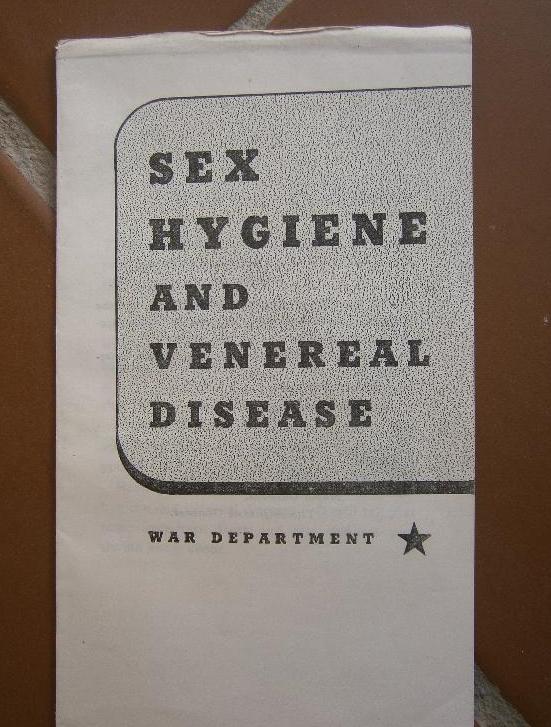 SEX
HYGIENE
AND
VENEREAL
DISEASE
WAR DEPARTMENT